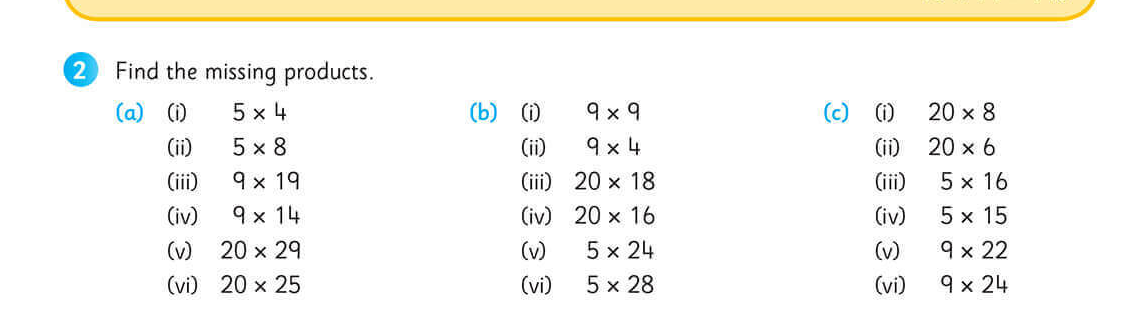 2 Find the missing products.
(a) (i) 5 × 4 (b) (i) 9 × 9 (c) (i) 20 × 8
(ii) 5 × 8 (ii) 9 × 4 (ii) 20 × 6
(iii) 9 × 19 (iii) 20 × 18 (iii) 5 × 16
(iv) 9 × 14 (iv) 20 × 16 (iv) 5 × 15
(v) 20 × 29 (v) 5 × 24 (v) 9 × 22
(vi) 20 × 25 (vi) 5 × 28 (vi) 9 × 24